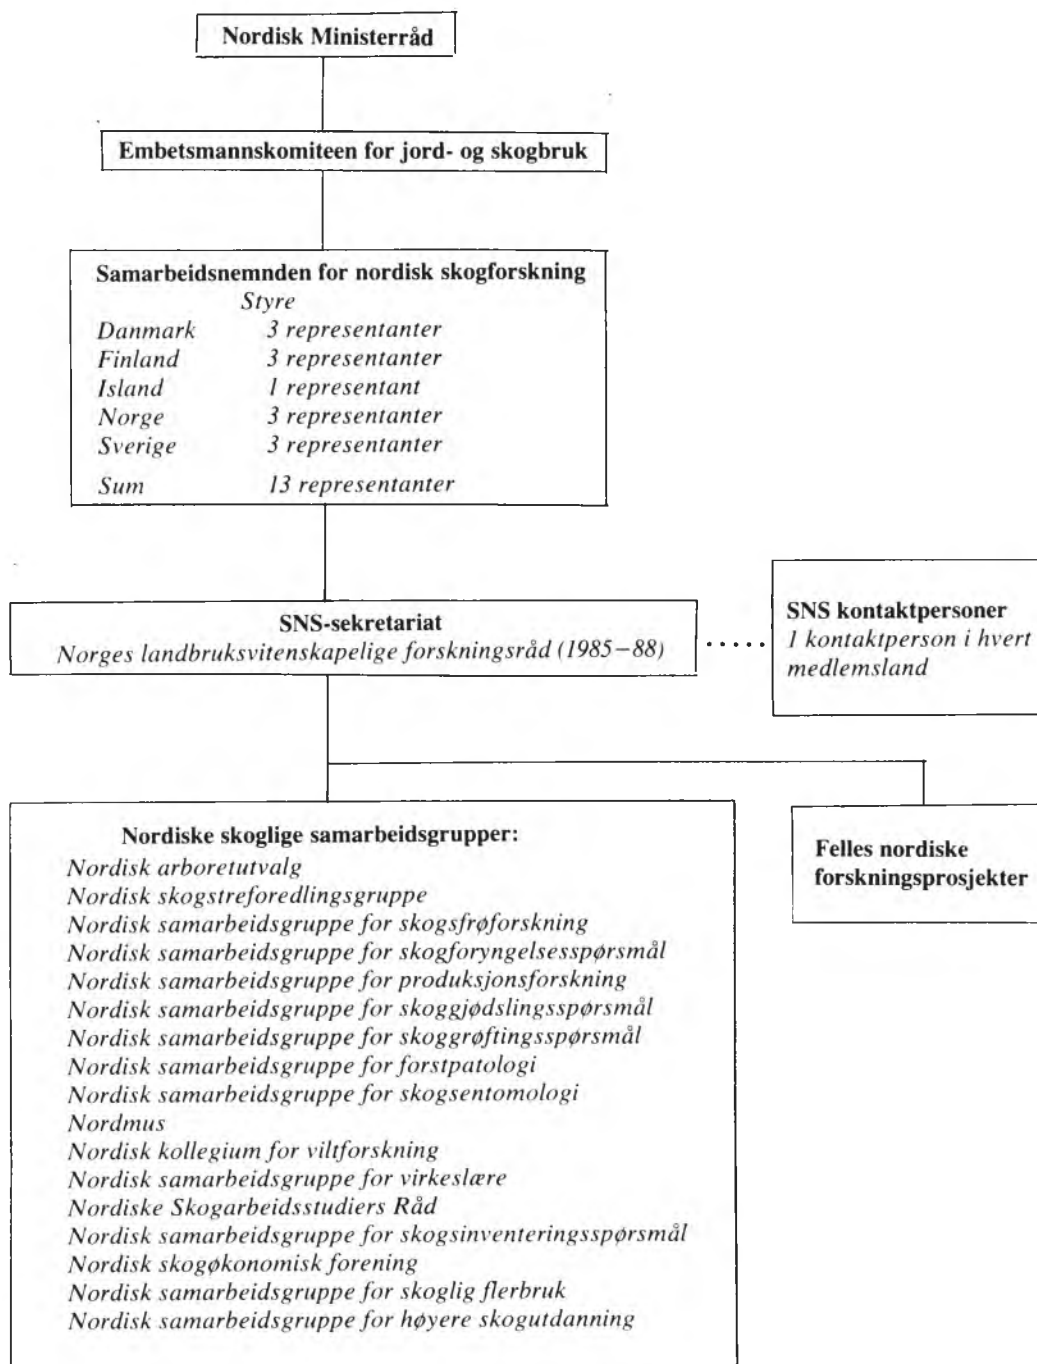 Nordisk Ministerråd
Embetsmannskomiteen for jord- og skogbruk
Samarbeidsnemnden for nordisk skogforskning
Styre
Danmark 3 representanter
Finland 3 representanter
Island 1 representant
Norge 3 representanter
Sverige 3 representanter
Sum 13 representanter
SNS-sekretariat
Norges landbruksvitenskapelige forskningsråd (1985–88)
SNS kontaktpersoner
1 kontaktperson i hvert
medlemsland
Nordiske skoglige samarbeidsgrupper:
Nordisk arboretutvalg
Nordisk skogstreforedlingsgruppe
Nordisk samarbeidsgruppe for skogsfrøforskning
Nordisk samarbeidsgruppe for skogforyngelsesspørsmål
Nordisk samarbeidsgruppe for produksjonsforskning
Nordisk samarbeidsgruppe for skoggjødslingsspørsmål
Nordisk samarbeidsgruppe for skoggrøftingsspørsmål
Nordisk samarbeidsgruppe for forstpatologi
Nordisk samarbeidsgruppe for skogsentomologi
Nordmus
Nordisk kollegium for viltforskning
Nordisk samarbeidsgruppe for virkeslære
Nordiske Skogarbeidsstudiers Råd
Nordisk samarbeidsgruppe for skogsinventeringsspørsmål
Nordisk skogøkonomisk forening
Nordisk samarbeidsgruppe for skoglig flerbruk
Nordisk samarbeidsgruppe for høyere skogutdanning
Felles nordiske
forskningsprosjekter